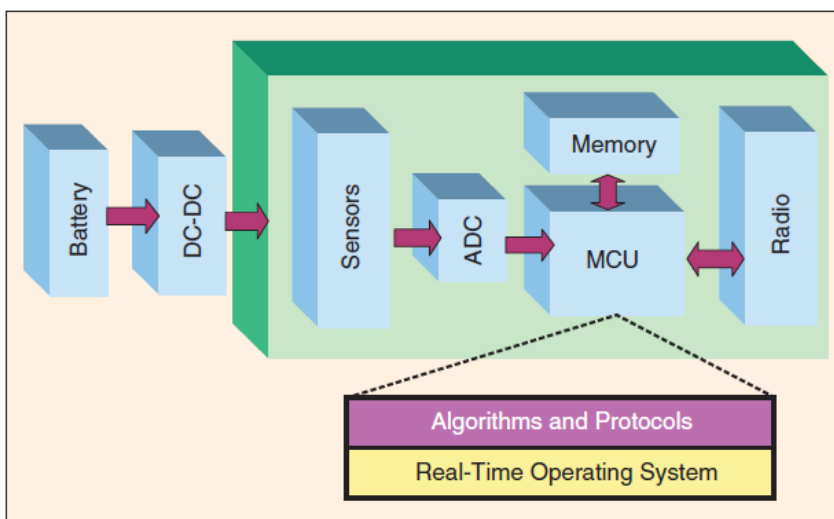 Battery
DC-DC
Sensors
ADC
Memory
MCU
Radio
Algorithms and Protocols
Real-Time Operating System